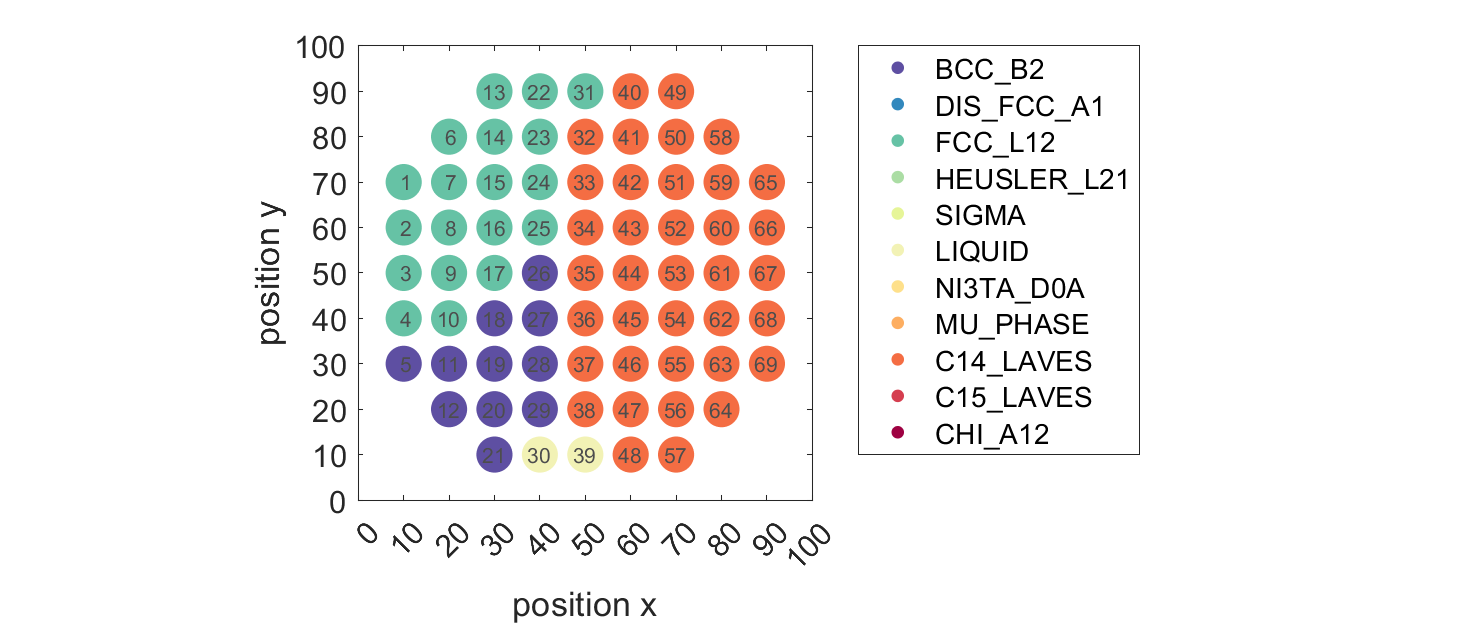 100
90
80
70
60
50
40
30
20
10
0
position y
13 22 31 40 49
6 14 23 32 41 50 58
1 7 15 24 33 42 51 59 65
2 8 16 25 34 43 52 60 66
3 9 17 26 35 44 53 61 67
4 10 18 27 36 45 54 62 68
5 11 19 28 37 46 55 63 69
12 20 29 38 47 56 64
21 30 39 48 57
0 10 20 30 40 50 60 70 80 90 100
position x
BCC_B2
DIS_FCC_A1
FCC_L12
HEUSLER_L21
SIGMA
LIQUID
NI3TA_D0A
MU_PHASE
C14_LAVES
C15_LAVES
CHI_A12